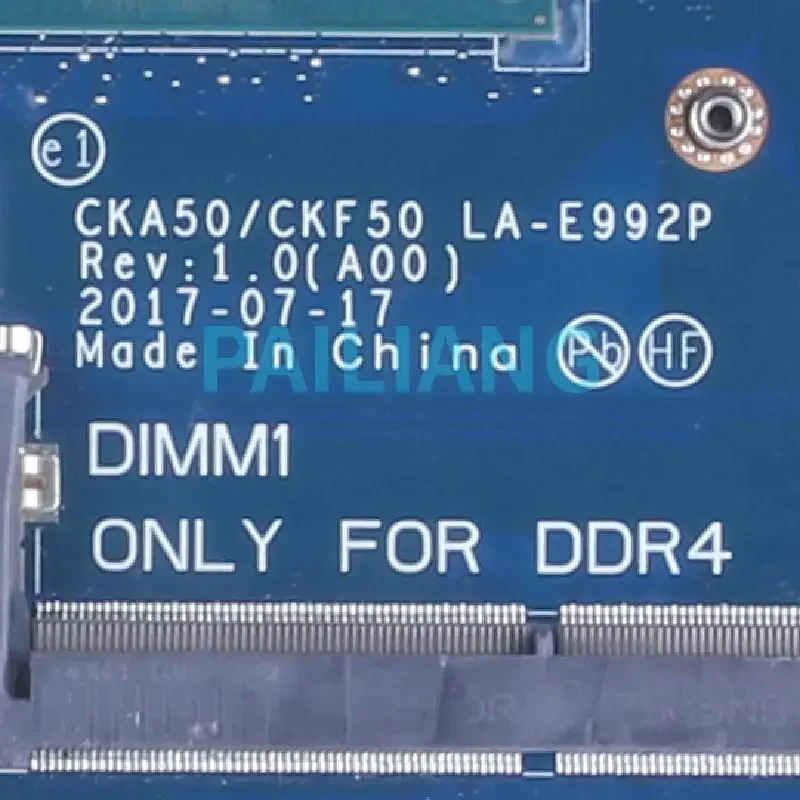 e1
CKA50/CKF50 LA-E992P
Rev:1.0(A00)
2017-07-17
Made In China Pb HF
PAILIANG
DIMM1
ONLY FOR DDR4